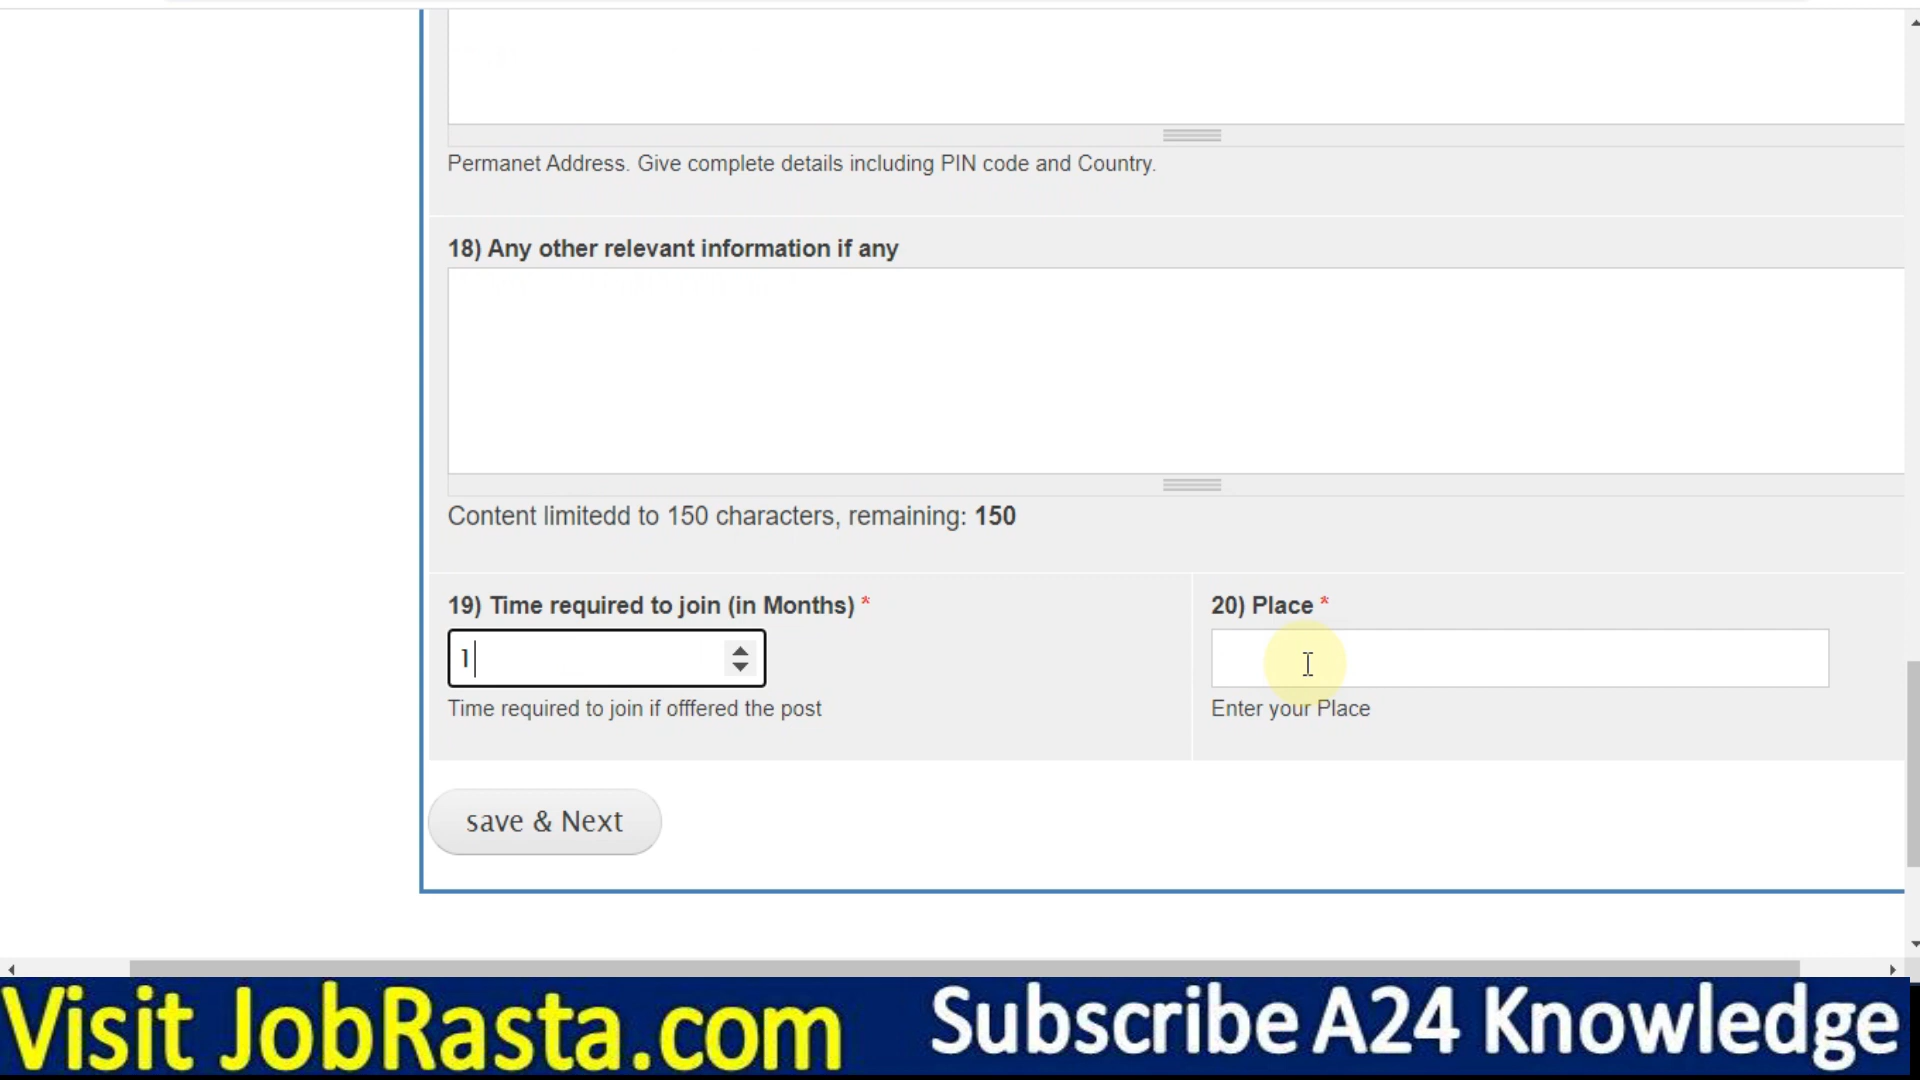 Permanet Address. Give complete details including PIN code and Country.
18) Any other relevant information if any
Content limitedd to 150 characters, remaining: 150
19) Time required to join (in Months) *
20) Place *
1
Time required to join if offfered the post
Enter your Place
save & Next
Visit JobRasta.com
Subscribe A24 Knowledge